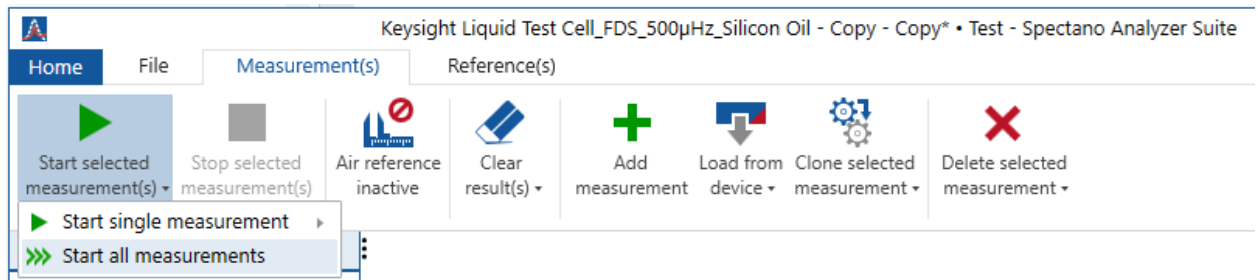 Keysight Liquid Test Cell_FDS_500µHz_Silicon Oil - Copy - Copy* • Test - Spectano Analyzer Suite
Home File Measurement(s) Reference(s)
Start selected measurement(s)
Stop selected measurement(s)
Air reference inactive
Clear result(s)
Add measurement
Load from device
Clone selected measurement
Delete selected measurement
Start single measurement
Start all measurements